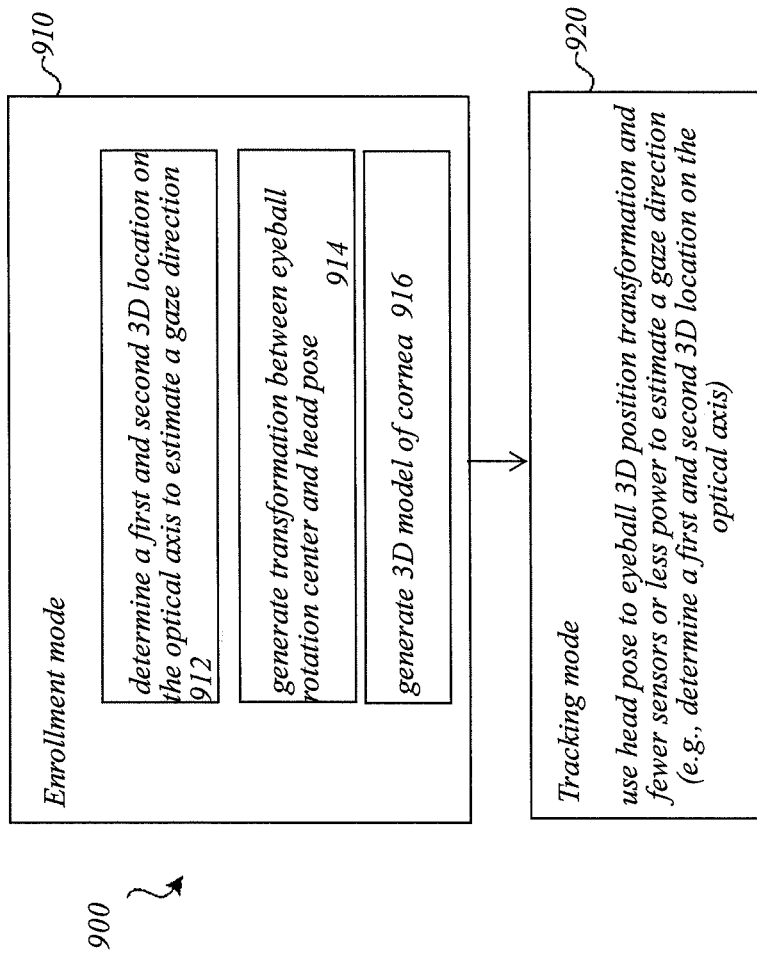 900
910
Enrollment mode
determine a first and second 3D location on
the optical axis to estimate a gaze direction
912
generate transformation between eyeball
rotation center and head pose
914
generate 3D model of cornea 916
920
Tracking mode
use head pose to eyeball 3D position transformation and
fewer sensors or less power to estimate a gaze direction
(e.g., determine a first and second 3D location on the
optical axis)